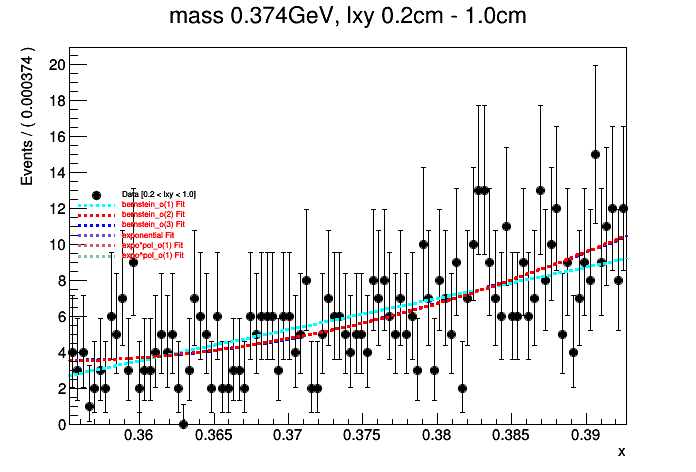 mass 0.374GeV, lxy 0.2cm - 1.0cm
Events / ( 0.000374 )
20
18
16
14
12
10
8
6
4
2
0
Data [0.2 < lxy < 1.0]
bernstein_o(1) Fit
bernstein_o(2) Fit
bernstein_o(3) Fit
exponential Fit
expo*pol_o(1) Fit
expo^pol_o(1) Fit
0.36 0.365 0.37 0.375 0.38 0.385 0.39
x